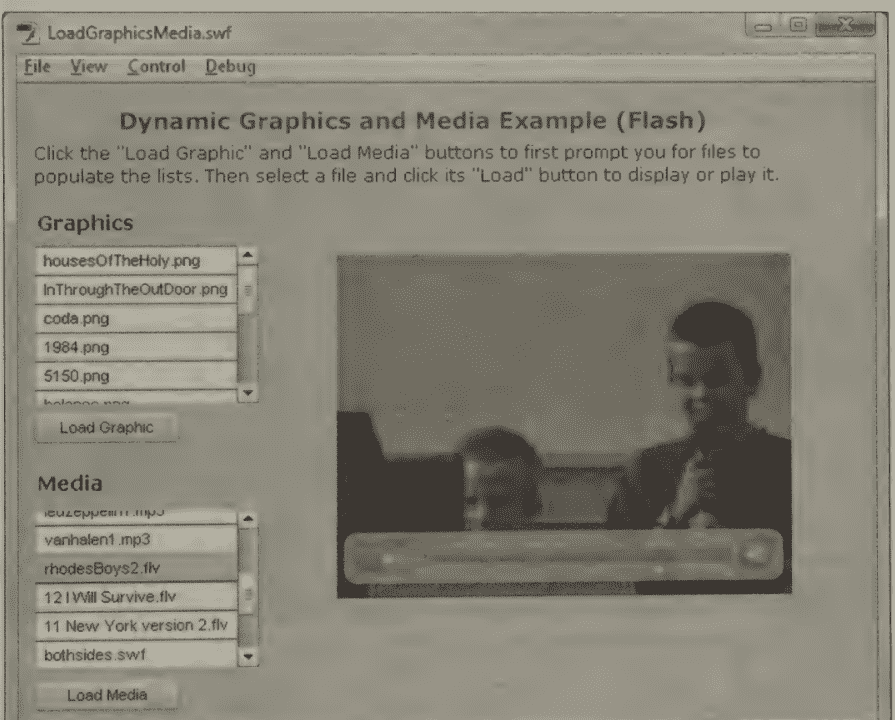 LoadGraphicsMedia.swf
File View Control Debug
Dynamic Graphics and Media Example (Flash)
Click the "Load Graphic" and "Load Media" buttons to first prompt you for files to
populate the lists. Then select a file and click its "Load" button to display or play it.
Graphics
housesOfTheHoly.png
InThroughTheOutDoor.png
coda.png
1984.png
5150.png
Load Graphic
Media
vanhalen1.mp3
rhodesBoys2.flv
12 I Will Survive.flv
11 New York version 2.flv
bothsides.swf
Load Media